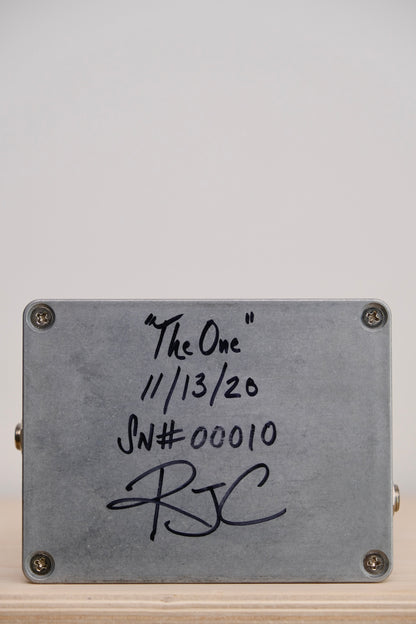 "The One"
11/13/20
SN# 00010
RJC